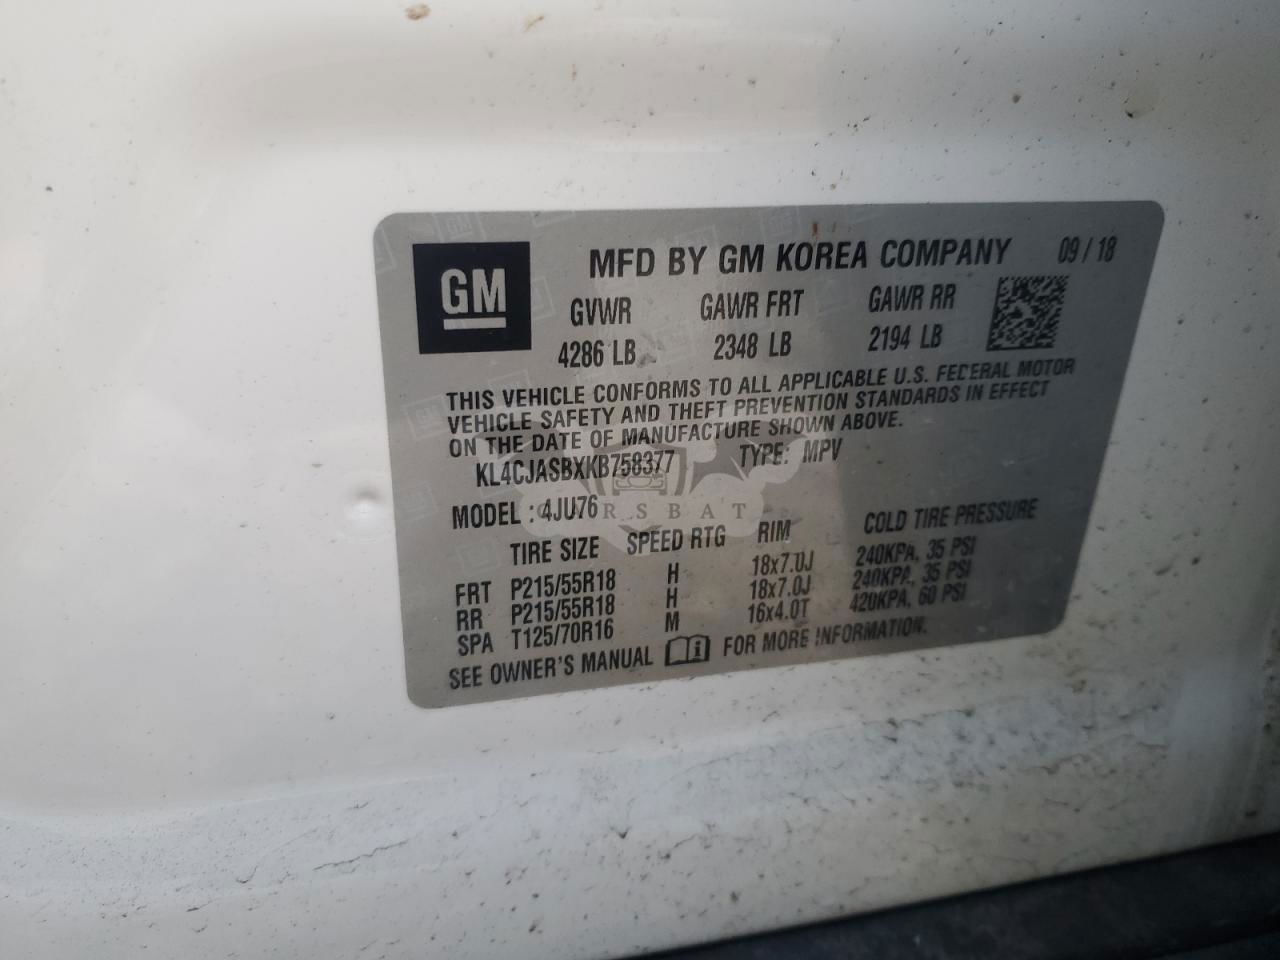 GM
MFD BY GM KOREA COMPANY 09/18
GVWR GAWR FRT GAWR RR
4286 LB 2348 LB 2194 LB
THIS VEHICLE CONFORMS TO ALL APPLICABLE U.S. FEDERAL MOTOR
VEHICLE SAFETY AND THEFT PREVENTION STANDARDS IN EFFECT
ON THE DATE OF MANUFACTURE SHOWN ABOVE.
KL4CJASBXKB758377 TYPE: MPV
MODEL: 4JU76
CARSBAT
TIRE SIZE SPEED RTG RIM COLD TIRE PRESSURE
FRT P215/55R18 H 18x7.0J 240KPA, 35 PSI
RR P215/55R18 H 18x7.0J 240KPA, 35 PSI
SPA T125/70R16 M 16x4.0T 420KPA, 60 PSI
SEE OWNER'S MANUAL i FOR MORE INFORMATION.